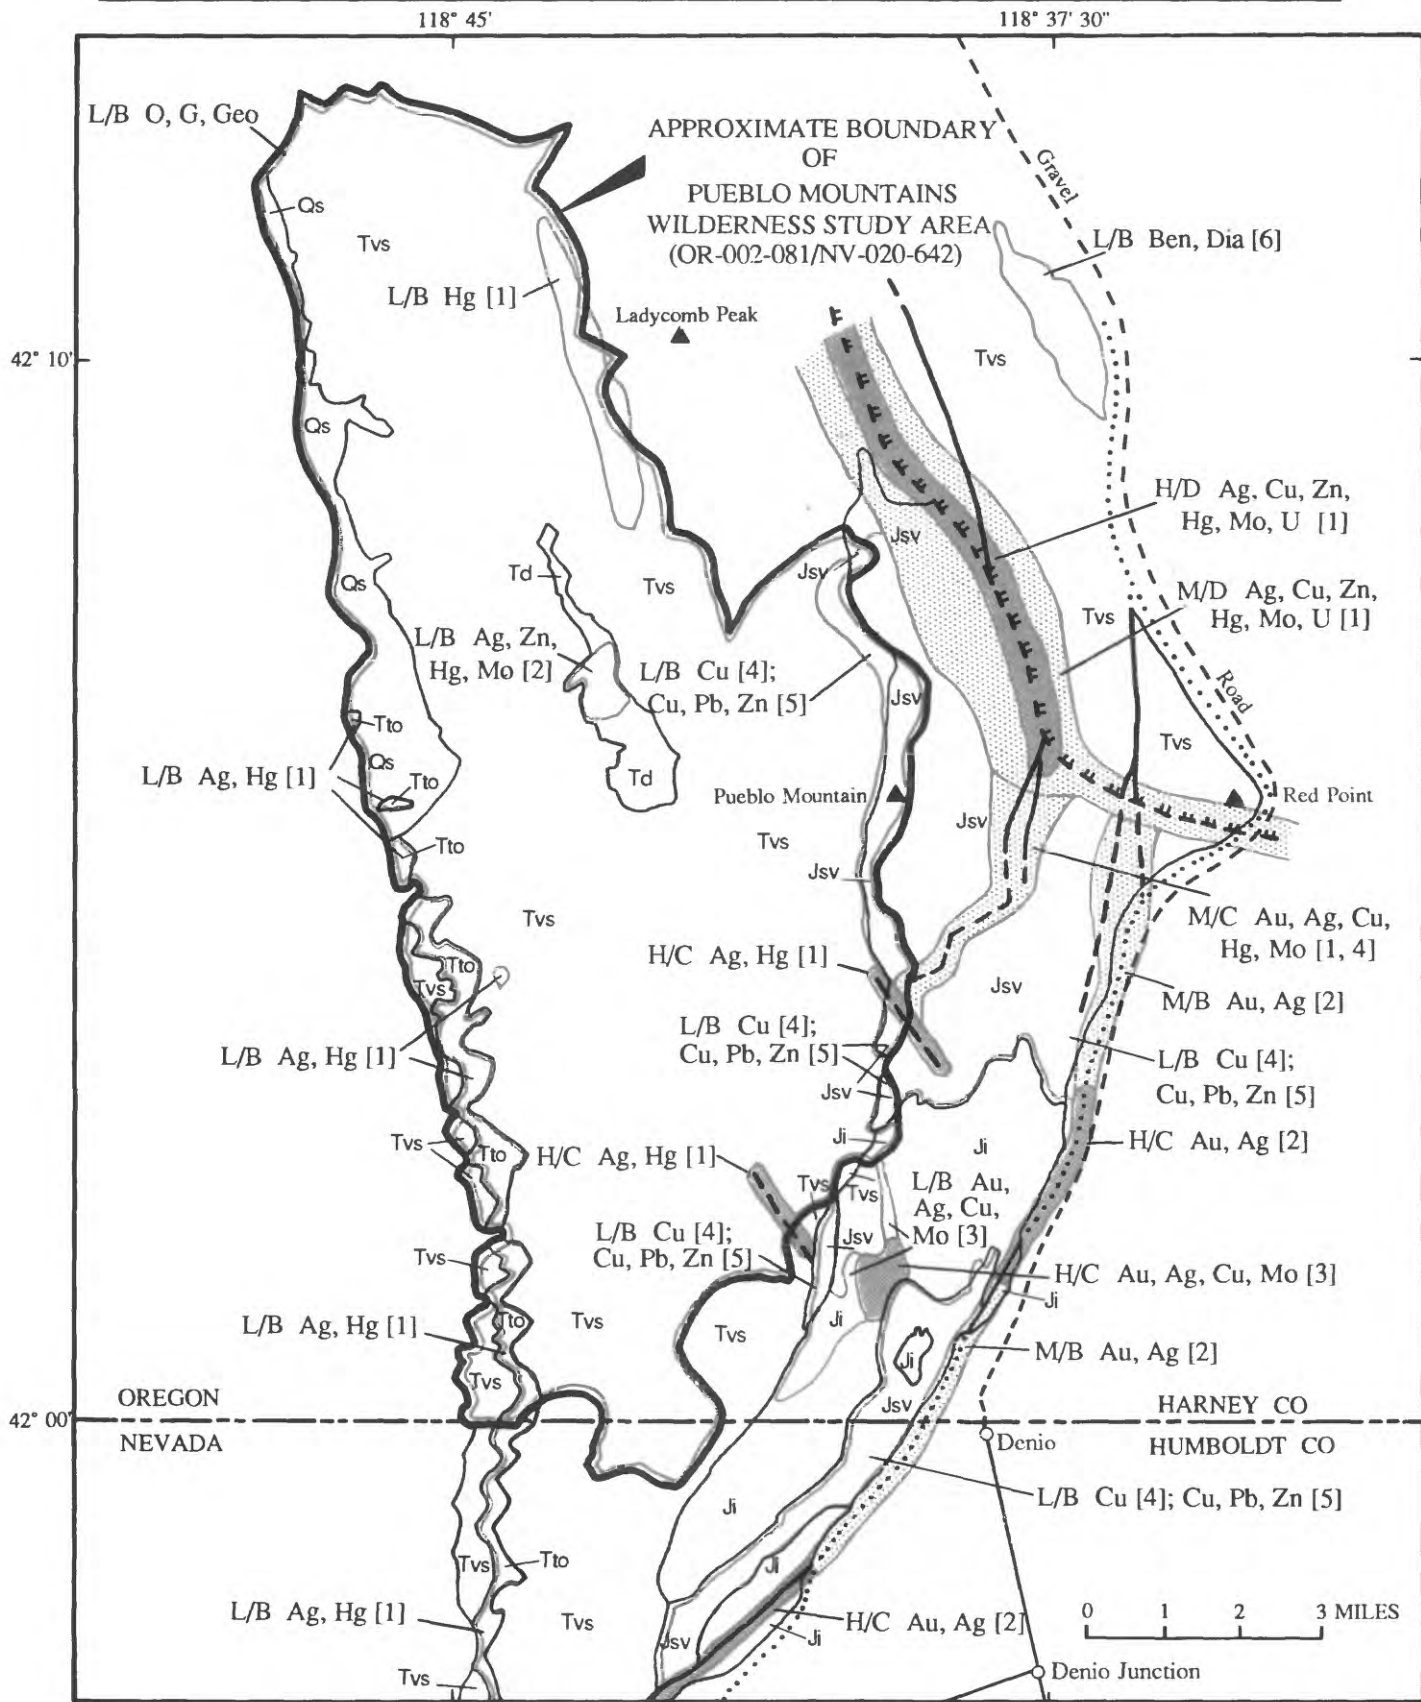 118° 45'
118° 37' 30"
L/B O, G, Geo
APPROXIMATE BOUNDARY
OF
PUEBLO MOUNTAINS
WILDERNESS STUDY AREA
(OR-002-081/NV-020-642)
Gravel
Qs
Tvs
L/B Ben, Dia [6]
L/B Hg [1]
Ladycomb Peak
42° 10'
Tvs
Qs
H/D Ag, Cu, Zn,
Hg, Mo, U [1]
Jsv
Jsv
Td
Qs
Tvs
M/D Ag, Cu, Zn,
Hg, Mo, U [1]
Tvs
L/B Ag, Zn,
Hg, Mo [2]
L/B Cu [4];
Cu, Pb, Zn [5]
Jsv
Road
Tto
Tvs
Qs
L/B Ag, Hg [1]
Tto
Td
Pueblo Mountain
Red Point
Jsv
Tto
Tvs
Jsv
Tvs
M/C Au, Ag, Cu,
Hg, Mo [1, 4]
H/C Ag, Hg [1]
Tto
Tvs
Jsv
M/B Au, Ag [2]
L/B Cu [4];
Cu, Pb, Zn [5]
L/B Ag, Hg [1]
L/B Cu [4];
Cu, Pb, Zn [5]
Jsv
Tvs
Tto
Ji
Ji
H/C Au, Ag [2]
H/C Ag, Hg [1]
Tvs
Tvs
L/B Au,
Ag, Cu,
Mo [3]
L/B Cu [4];
Cu, Pb, Zn [5]
Jsv
Tvs
H/C Au, Ag, Cu, Mo [3]
Ji
L/B Ag, Hg [1]
Tto
Tvs
Tvs
Ji
Ji
M/B Au, Ag [2]
Tvs
Jsv
OREGON
HARNEY CO
42° 00'
NEVADA
Denio
HUMBOLDT CO
L/B Cu [4]; Cu, Pb, Zn [5]
Ji
Tvs
Tto
Ji
L/B Ag, Hg [1]
Tvs
H/C Au, Ag [2]
Ji
Jsv
0 1 2 3 MILES
Tvs
Denio Junction